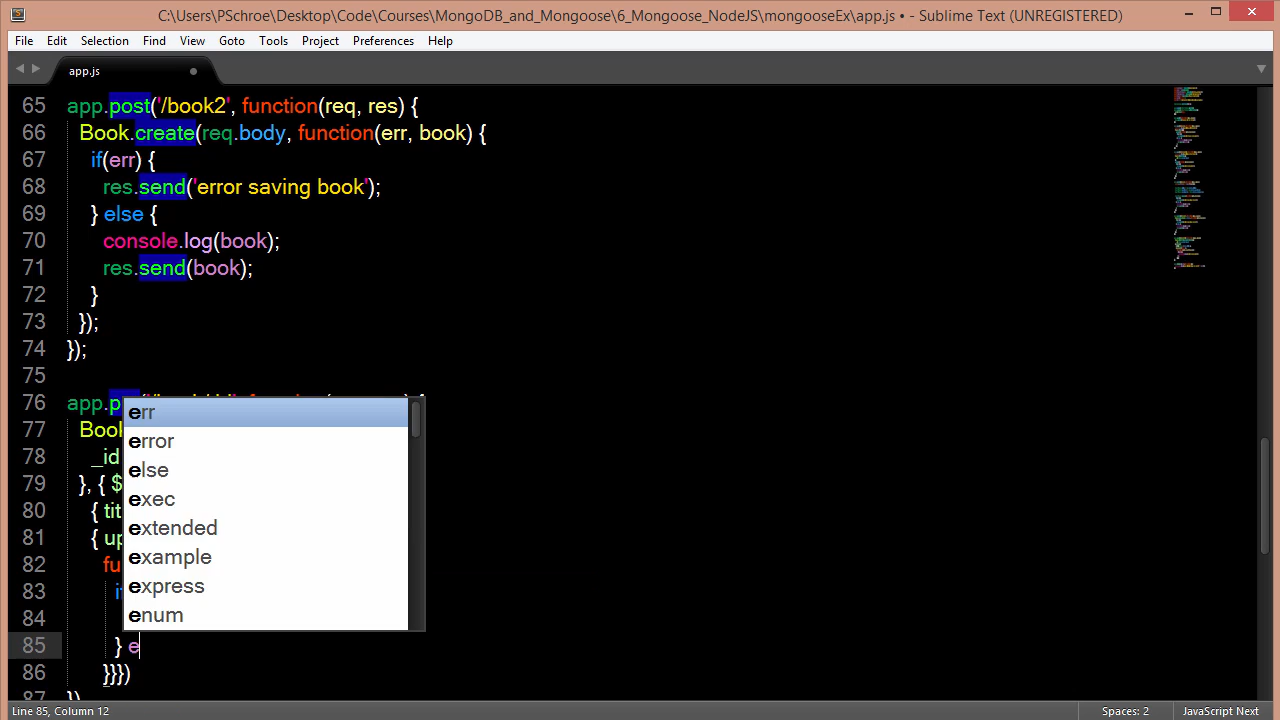 C:\Users\PSchroe\Desktop\Code\Courses\MongoDB_and_Mongoose\6_Mongoose_NodeJS\mongooseEx\app.js • - Sublime Text (UNREGISTERED)
File Edit Selection Find View Goto Tools Project Preferences Help
app.js
65 app.post('/book2', function(req, res) {
66 Book.create(req.body, function(err, book) {
67 if(err) {
68 res.send('error saving book');
69 } else {
70 console.log(book);
71 res.send(book);
72 }
73 });
74 });
75
76 app.p
77 Book
78 _id
79 }, { $
80 { tit
81 { up
82 fu
83 i
84
85 } e
86 }}})
87 })
err
error
else
exec
extended
example
express
enum
Line 85, Column 12 Spaces: 2 JavaScript Next